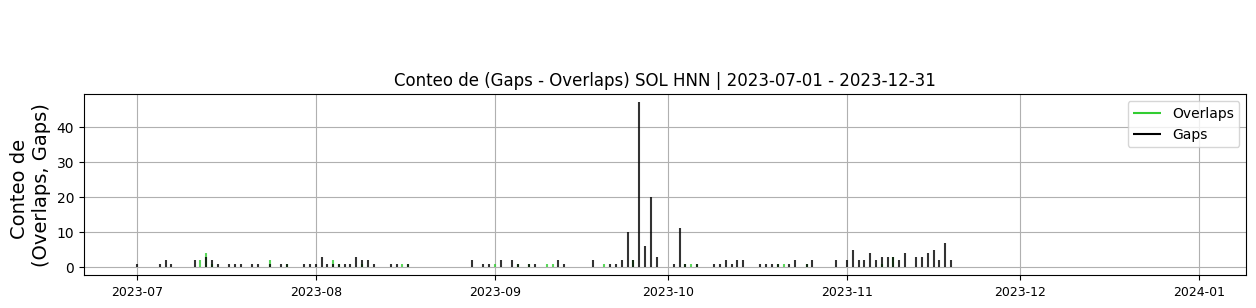 Conteo de (Gaps - Overlaps) SOL HNN | 2023-07-01 - 2023-12-31
Conteo de
(Overlaps, Gaps)
40
30
20
10
0
Overlaps
Gaps
2023-07
2023-08
2023-09
2023-10
2023-11
2023-12
2024-01